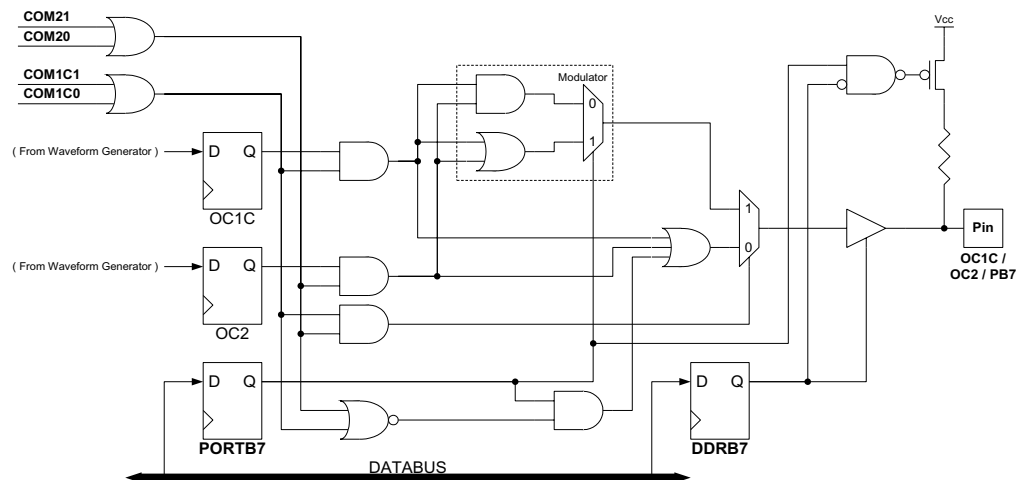 COM21
COM20
Vcc
COM1C1
COM1C0
Modulator
0
1
( From Waveform Generator )
D Q
OC1C
1
0
Pin
OC1C /
OC2 / PB7
( From Waveform Generator )
D Q
OC2
D Q
PORTB7
D Q
DDRB7
DATABUS